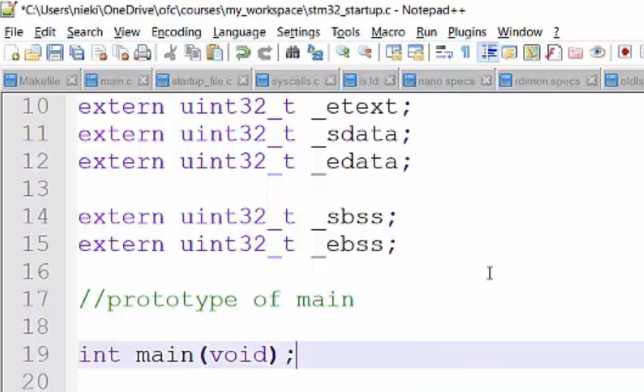 *C:\Users\nieki\OneDrive\ofc\courses\my_workspace\stm32_startup.c - Notepad++
File Edit Search View Encoding Language Settings Tools Macro Run Plugins Window ?
Makefile main.c startup_file.c syscalls.c ls.ld nano.specs rdimon.specs oldls
10 extern uint32_t _etext;
11 extern uint32_t _sdata;
12 extern uint32_t _edata;
13
14 extern uint32_t _sbss;
15 extern uint32_t _ebss;
16
17 //prototype of main
18
19 int main(void);
20